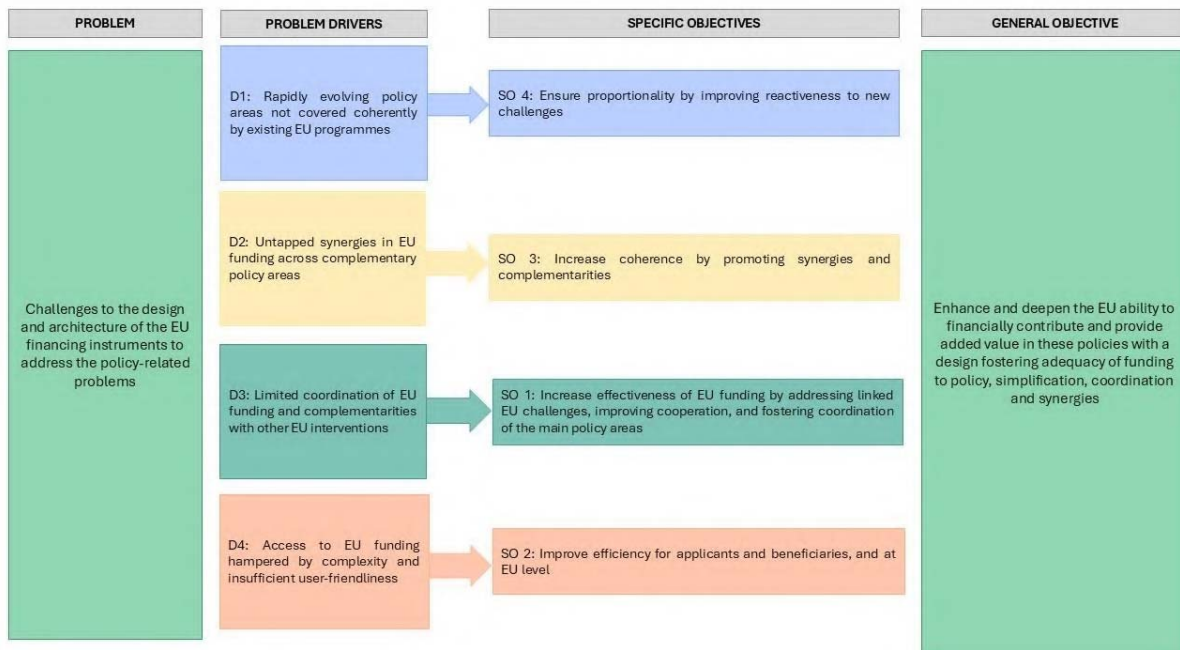 PROBLEM
PROBLEM DRIVERS
SPECIFIC OBJECTIVES
GENERAL OBJECTIVE
Challenges to the design
and architecture of the EU
financing instruments to
address the policy-related
problems
D1: Rapidly evolving policy
areas not covered coherently
by existing EU programmes
SO 4: Ensure proportionality by improving reactiveness to new
challenges
D2: Untapped synergies in EU
funding across complementary
policy areas
SO 3: Increase coherence by promoting synergies and
complementarities
D3: Limited coordination of EU
funding and complementarities
with other EU interventions
SO 1: Increase effectiveness of EU funding by addressing linked
EU challenges, improving cooperation, and fostering coordination
of the main policy areas
D4: Access to EU funding
hampered by complexity and
insufficient user-friendliness
SO 2: Improve efficiency for applicants and beneficiaries, and at
EU level
Enhance and deepen the EU ability to
financially contribute and provide
added value in these policies with a
design fostering adequacy of funding
to policy, simplification, coordination
and synergies